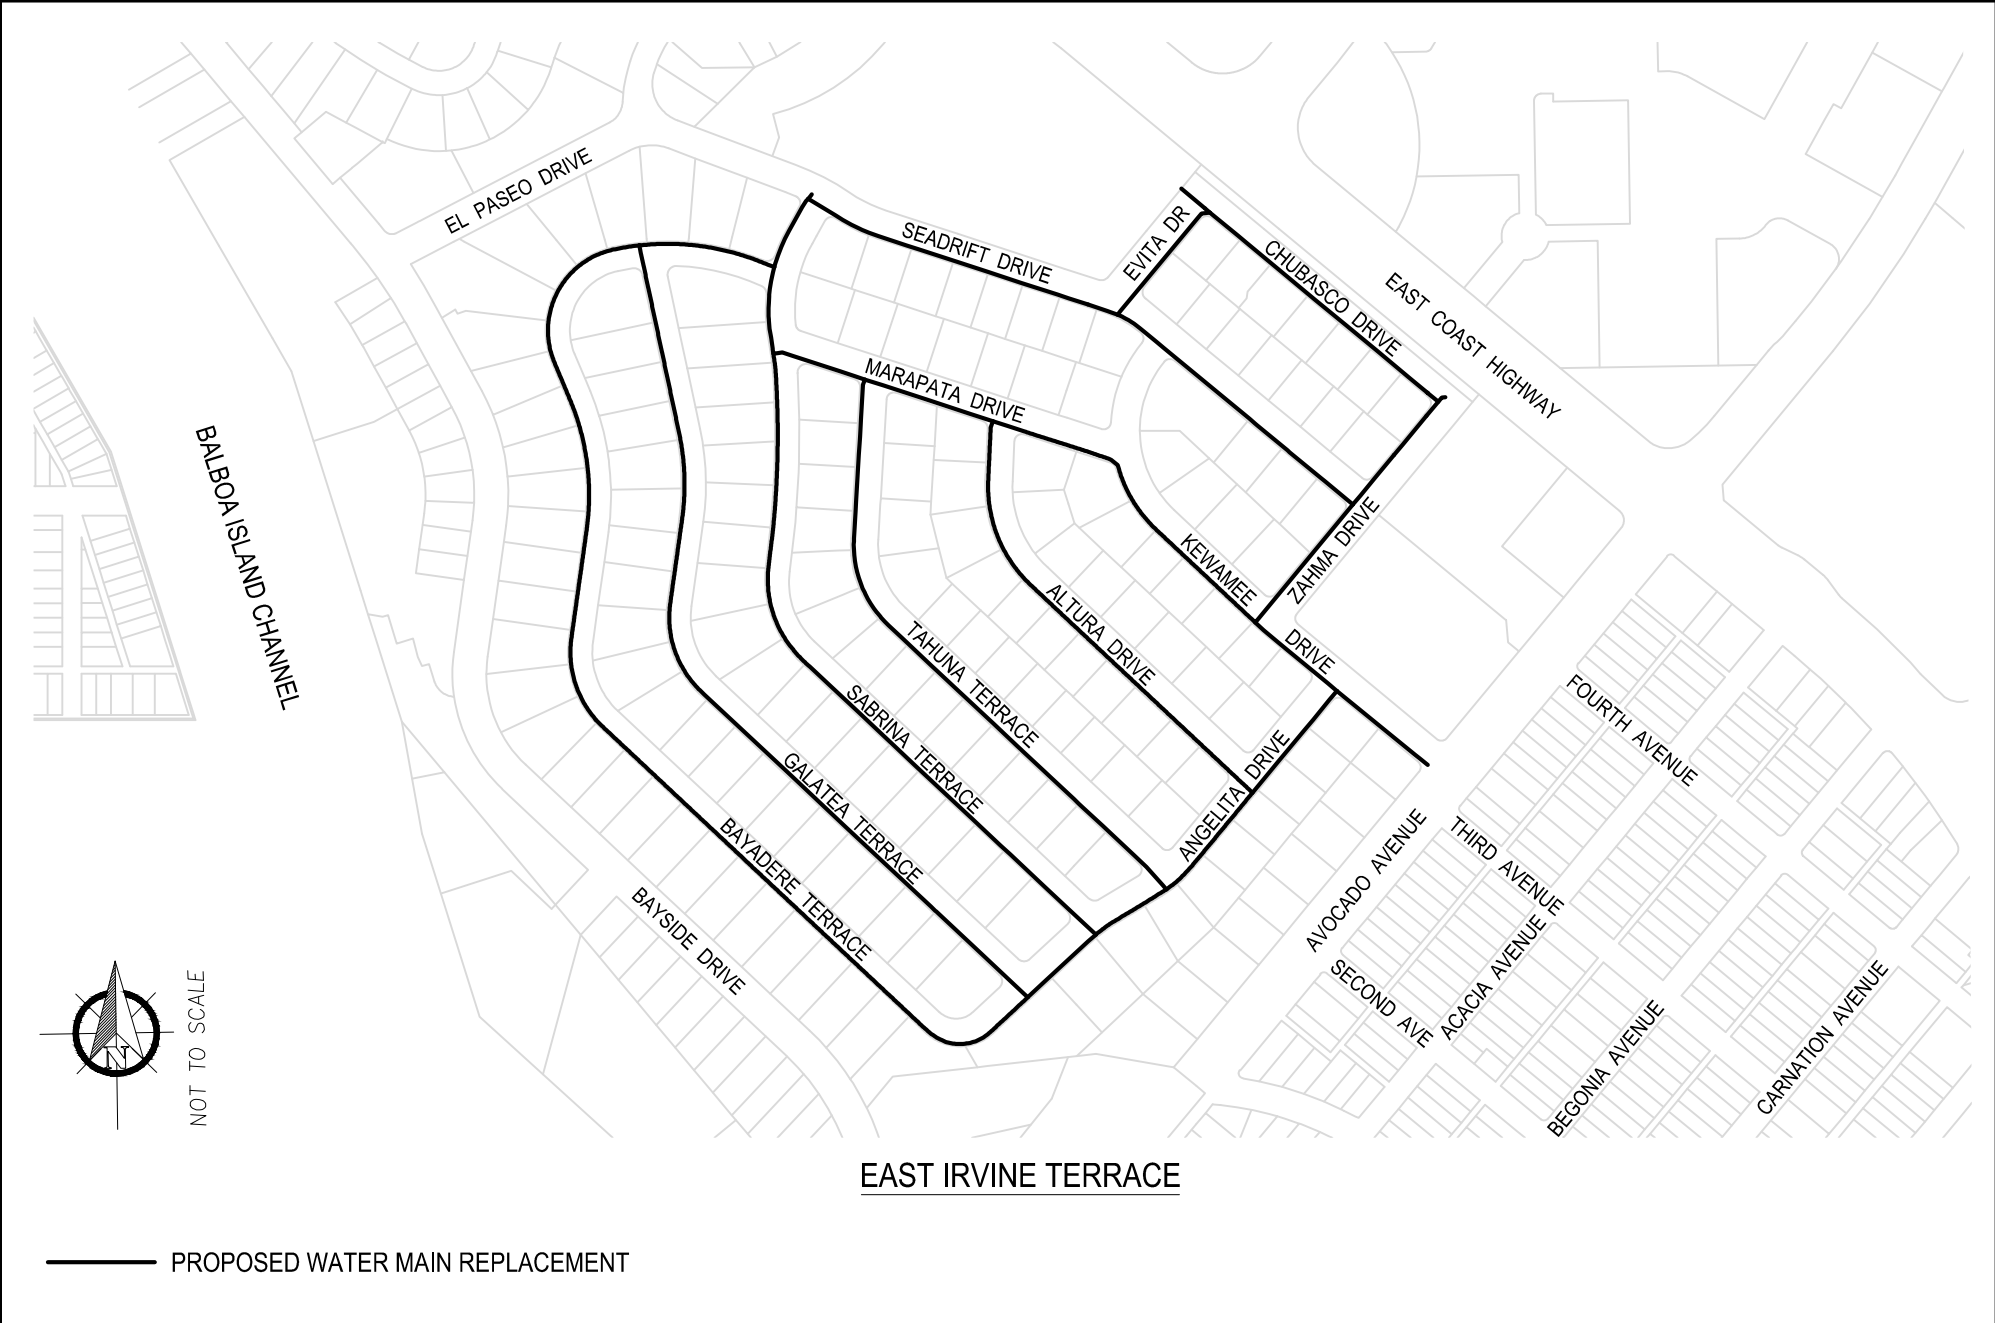 EL PASEO DRIVE
SEADRIFT DRIVE
EVITA DR
CHUBASCO DRIVE
EAST COAST HIGHWAY
MARAPATA DRIVE
BALBOA ISLAND CHANNEL
KEWAMEE DRIVE
ZAHMA DRIVE
ALTURA DRIVE
TAHUNA TERRACE
SABRINA TERRACE
GALATEA TERRACE
BAYADERE TERRACE
ANGELITA DRIVE
BAYSIDE DRIVE
FOURTH AVENUE
THIRD AVENUE
AVOCADO AVENUE
SECOND AVE
ACACIA AVENUE
BEGONIA AVENUE
CARNATION AVENUE
N
NOT TO SCALE
EAST IRVINE TERRACE
PROPOSED WATER MAIN REPLACEMENT